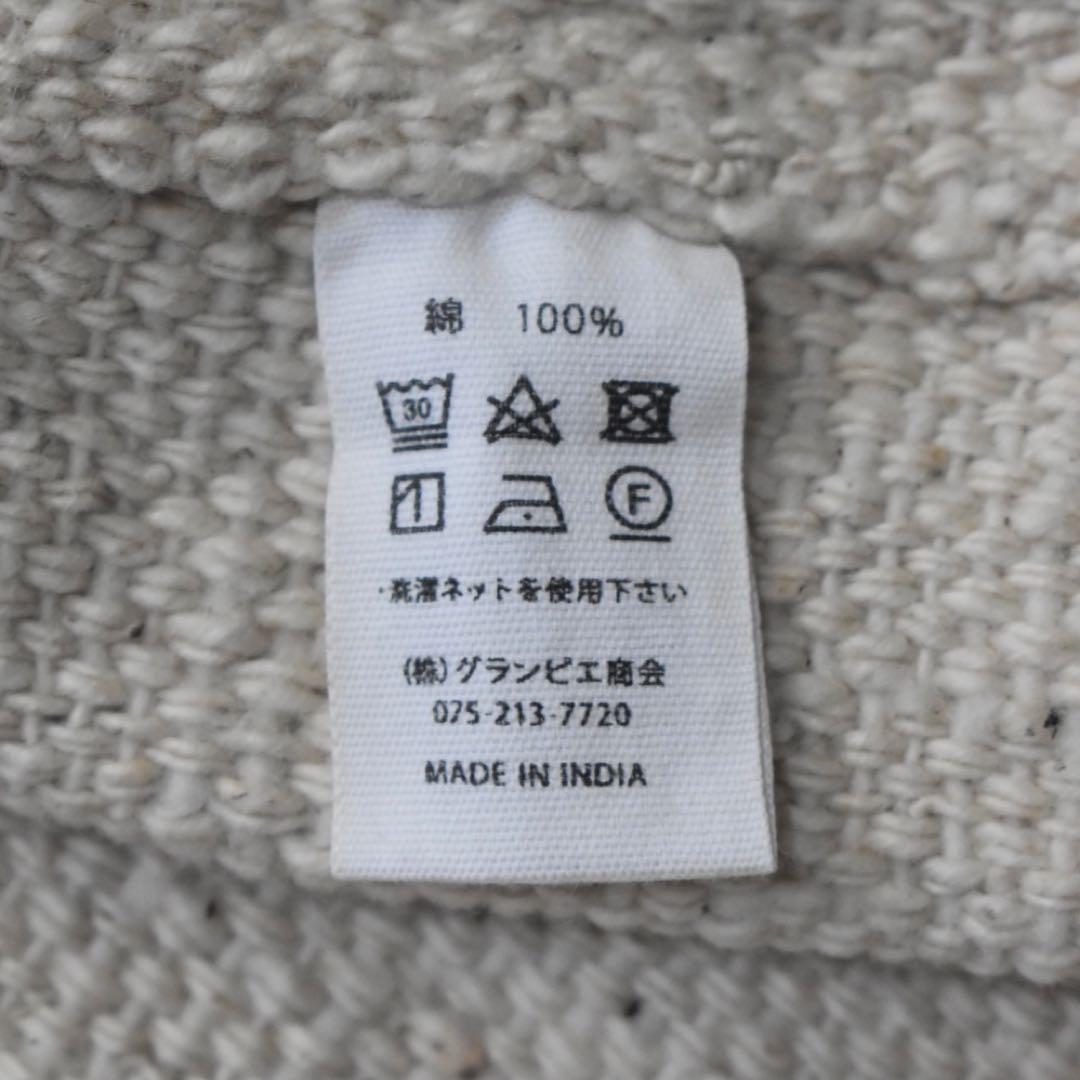 綿 100%
30
F
・洗濯ネットを使用下さい
(株)グランピエ商会
075-213-7720
MADE IN INDIA